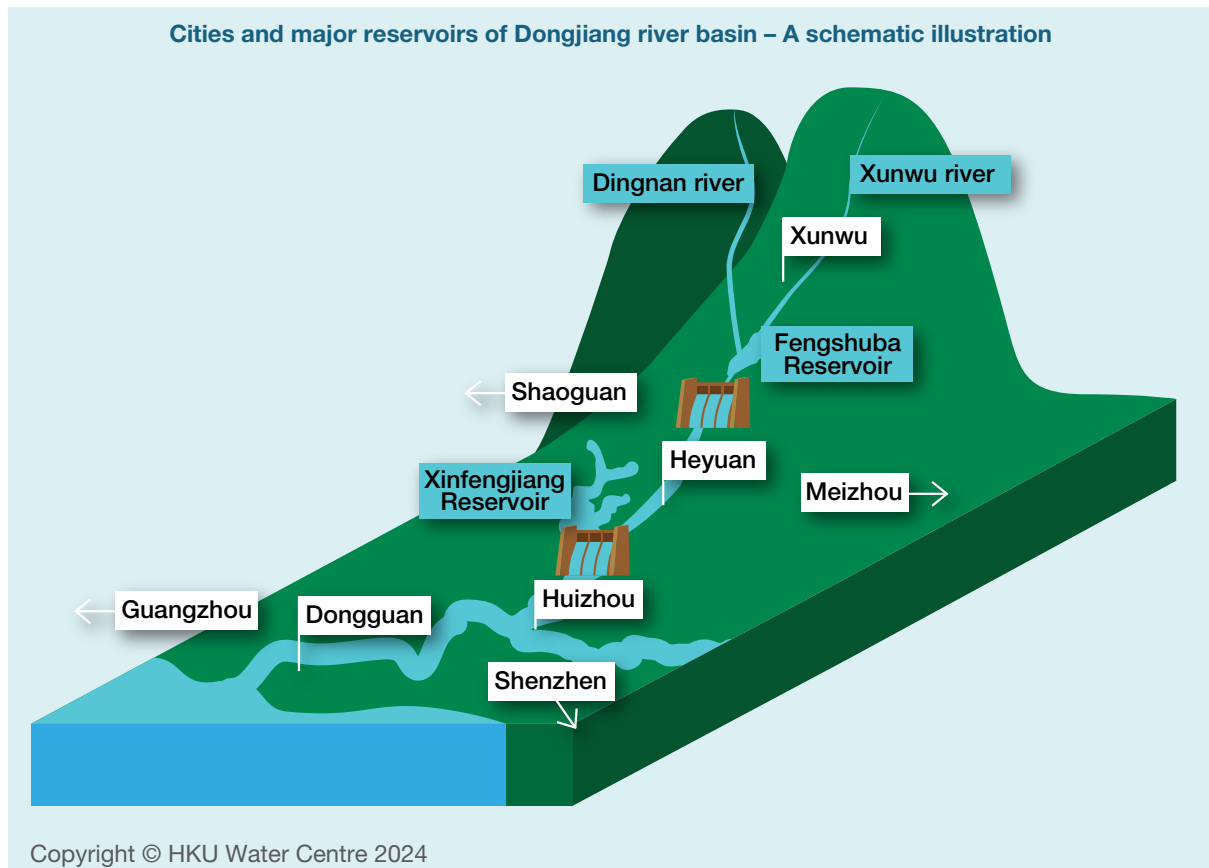 Cities and major reservoirs of Dongjiang river basin – A schematic illustration
Dingnan river
Xunwu river
Xunwu
Fengshuba
Reservoir
Shaoguan
Heyuan
Xinfengjiang
Reservoir
Meizhou
Huizhou
Guangzhou
Dongguan
Shenzhen
Copyright © HKU Water Centre 2024